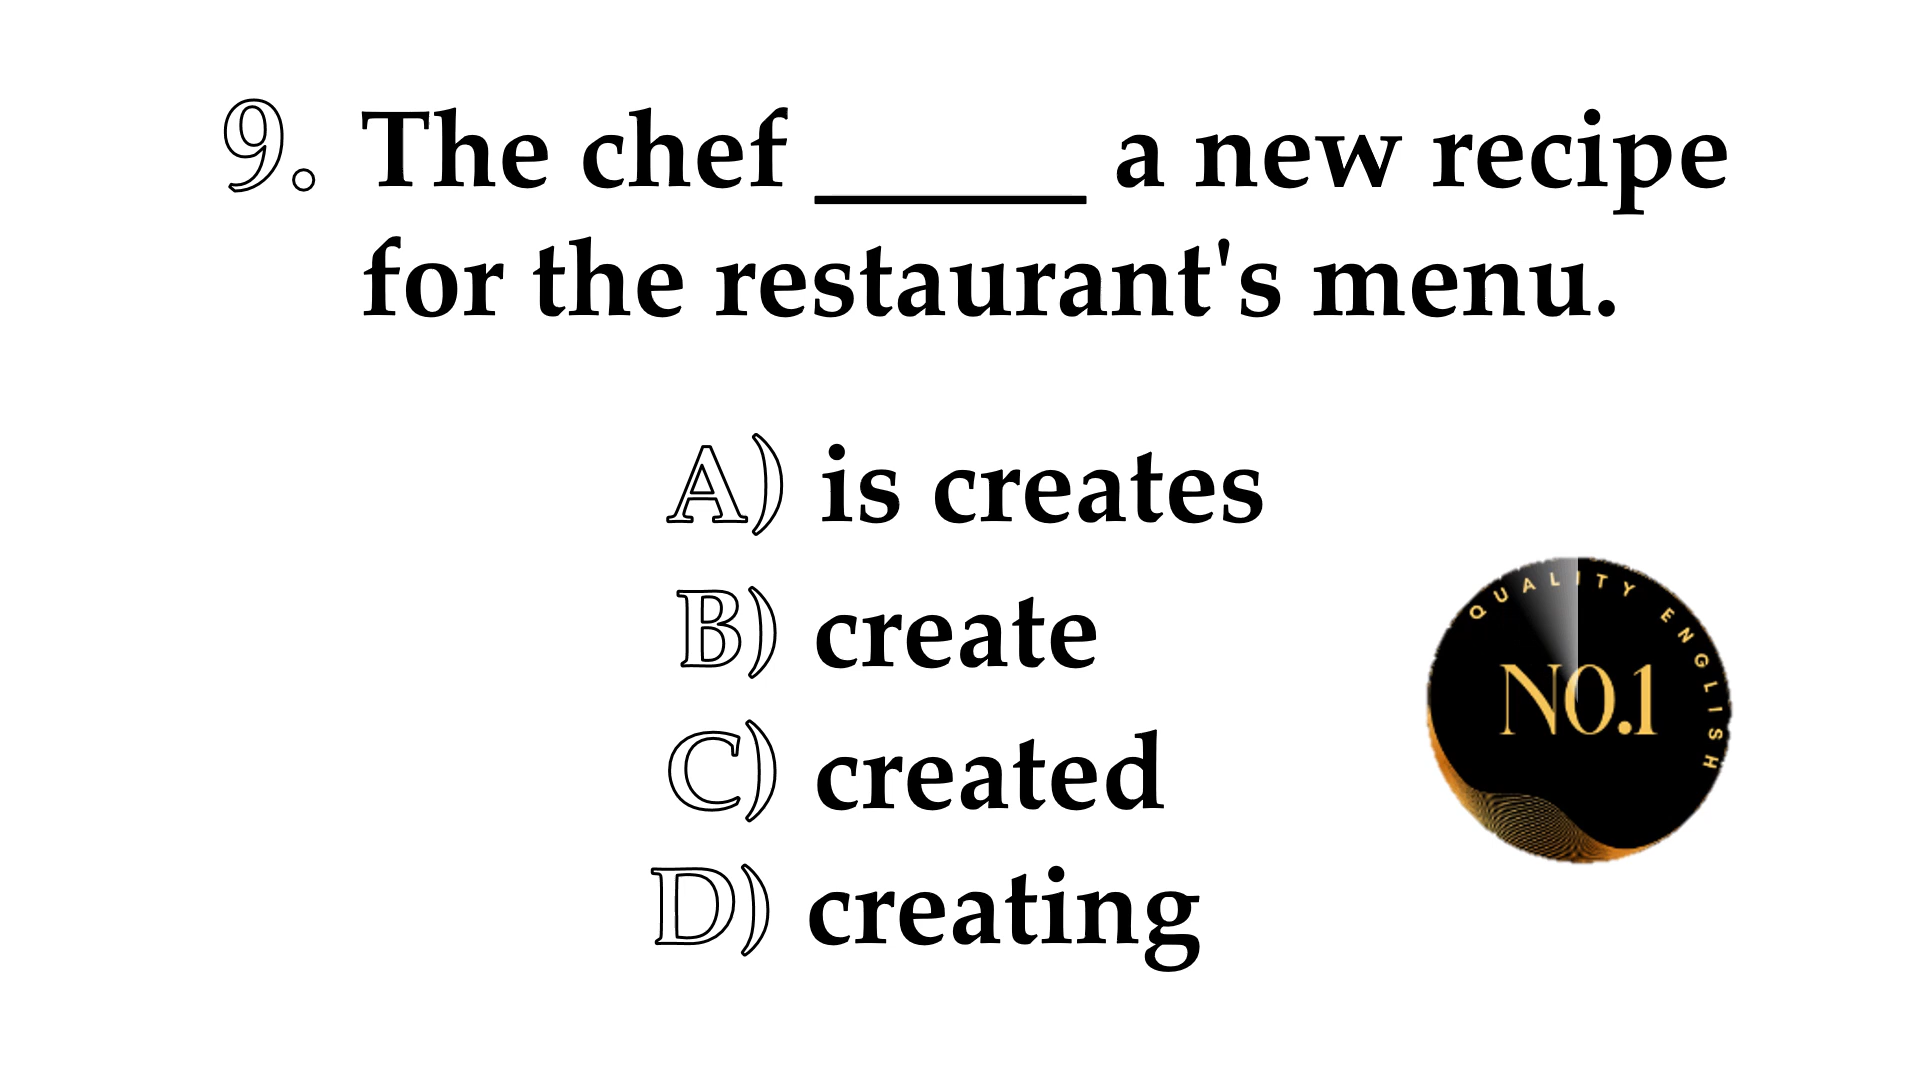 9. The chef _____ a new recipe
for the restaurant's menu.
A) is creates
B) create
C) created
D) creating
QUALITY ENGLISH
NO.1